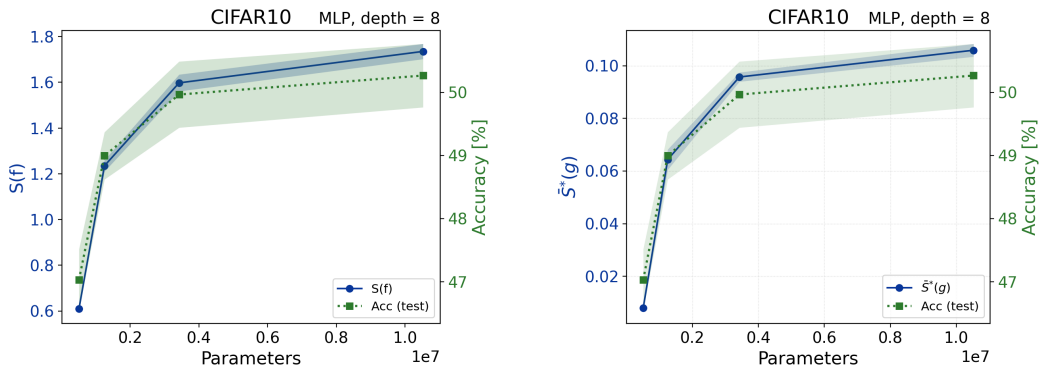 CIFAR10 MLP, depth = 8
1.8
1.6
1.4
1.2
1.0
0.8
0.6
S(f)
50
49
48
47
Accuracy [%]
S(f)
Acc (test)
0.2 0.4 0.6 0.8 1.0
Parameters 1e7
CIFAR10 MLP, depth = 8
0.10
0.08
0.06
0.04
0.02
S̄*(g)
50
49
48
47
Accuracy [%]
S̄*(g)
Acc (test)
0.2 0.4 0.6 0.8 1.0
Parameters 1e7